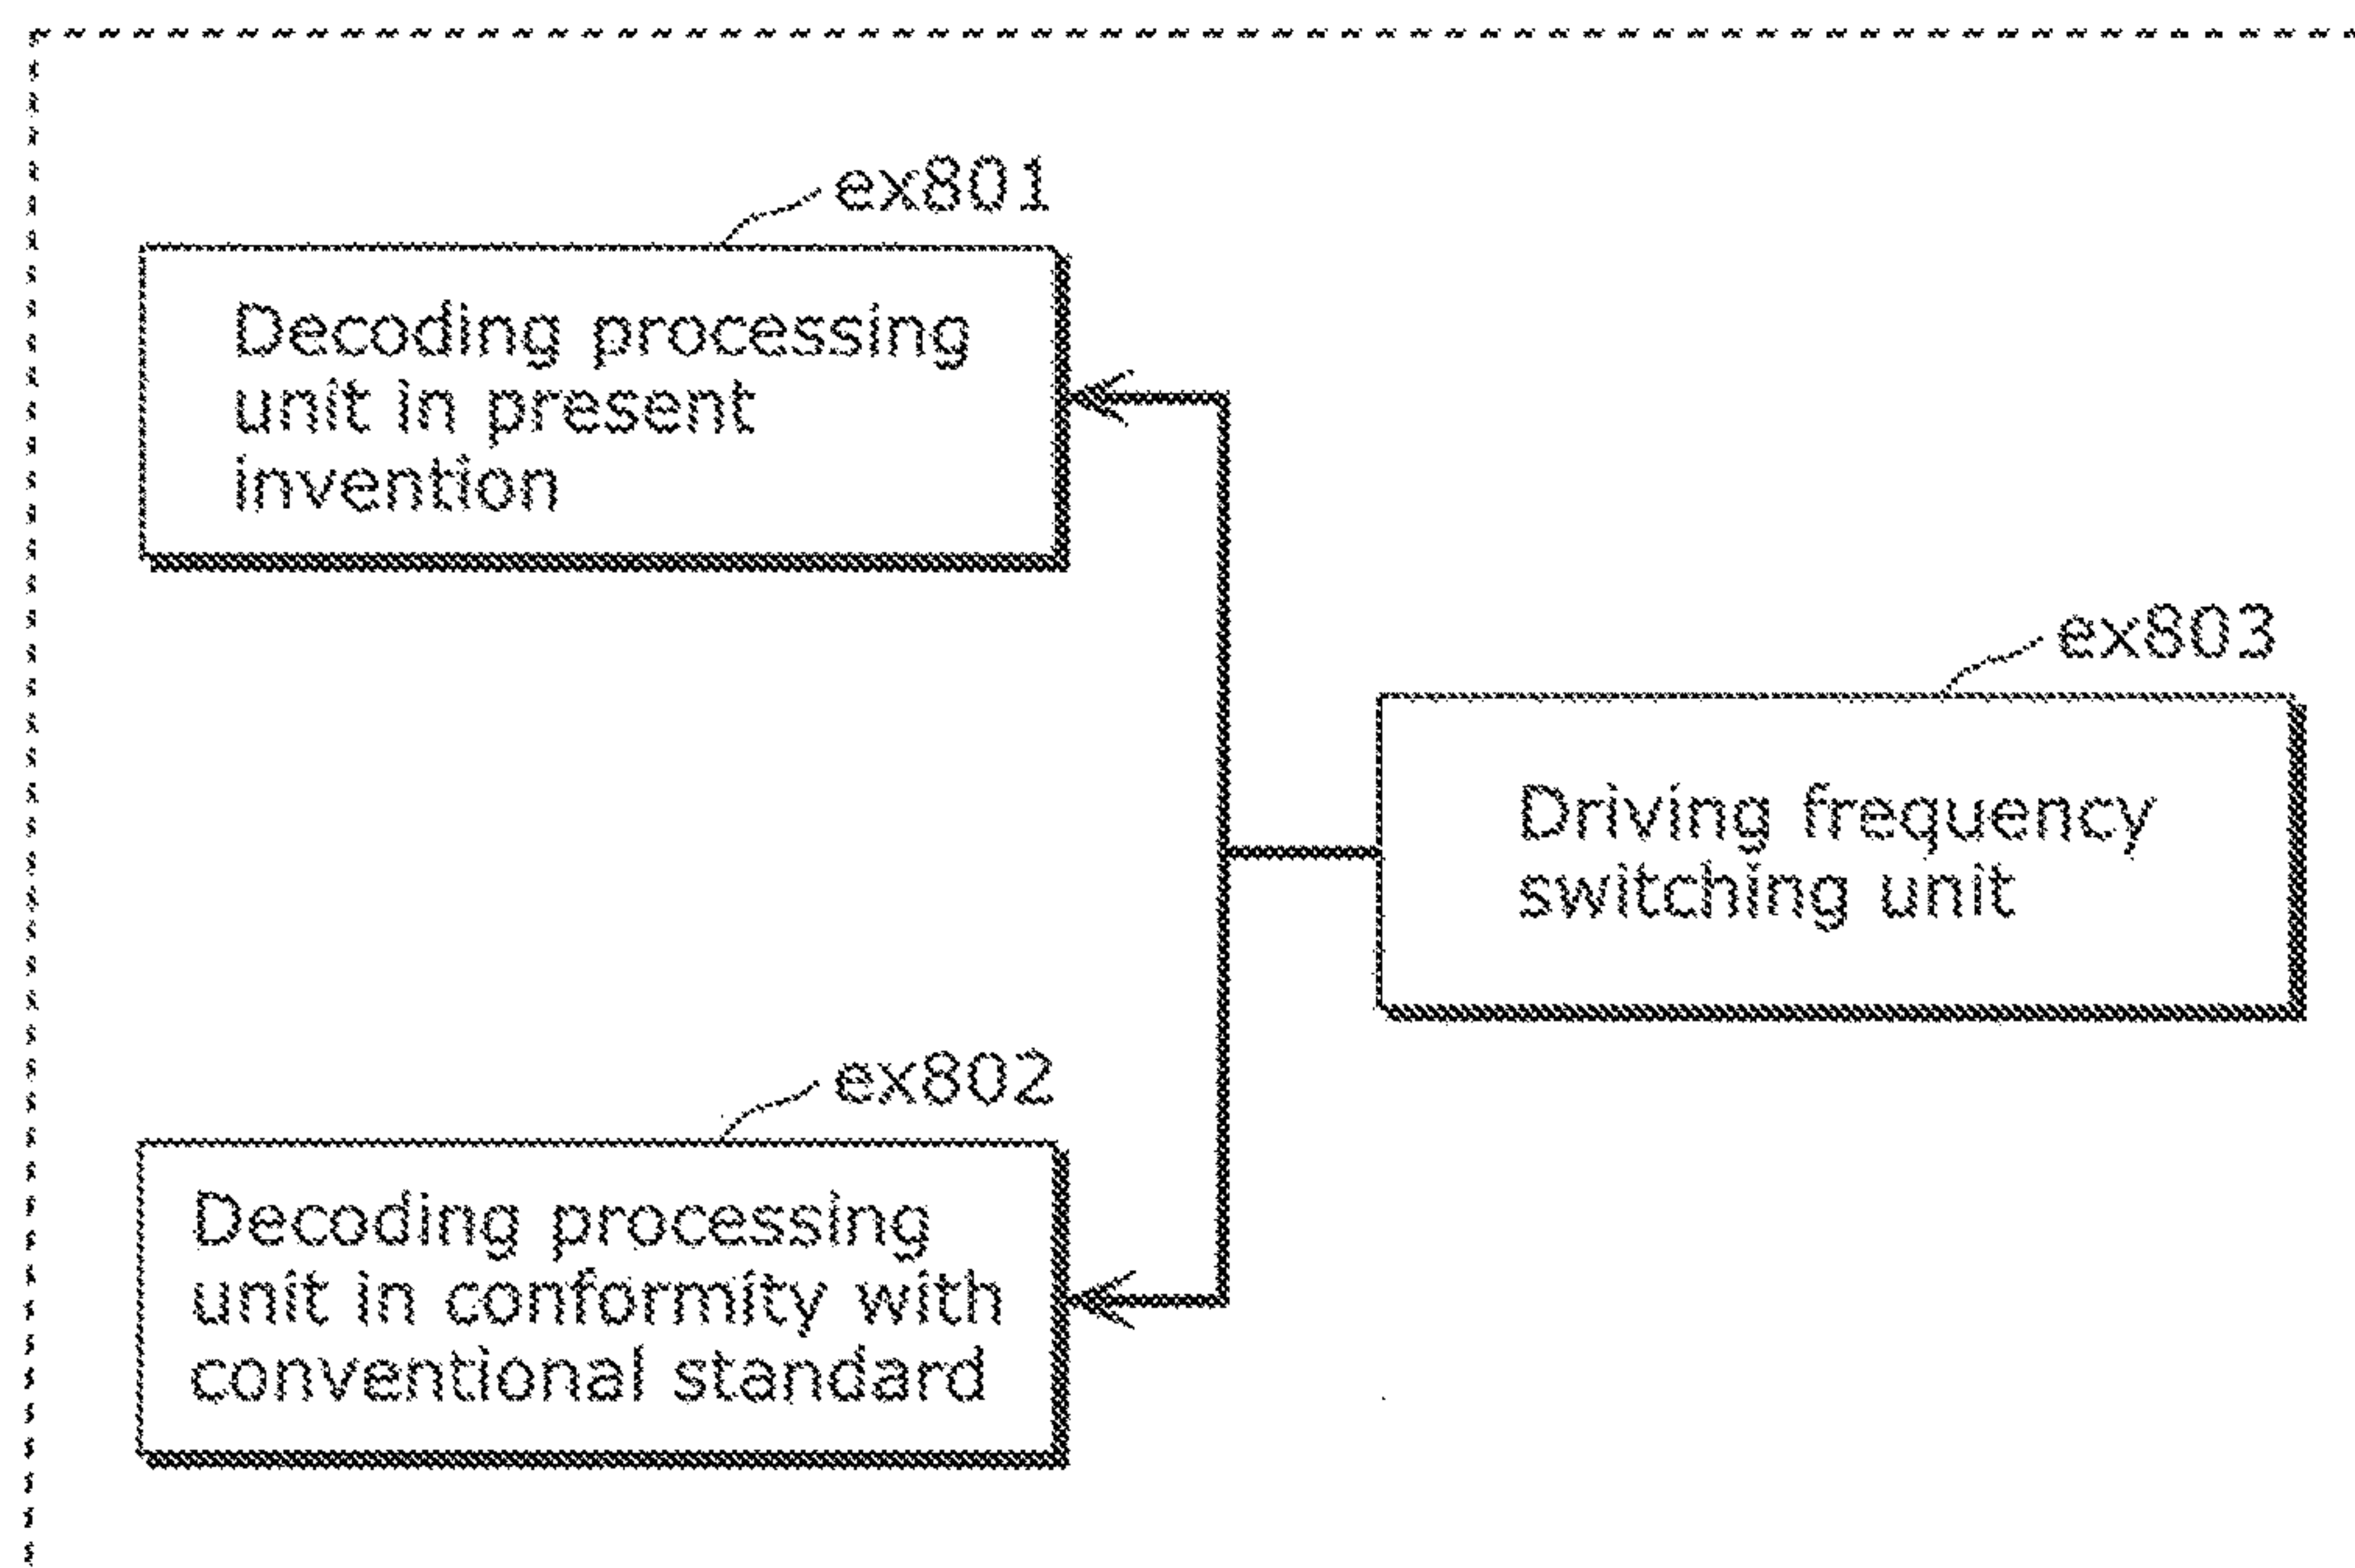 ex801
Decoding processing
unit in present
invention
ex803
Driving frequency
switching unit
ex802
Decoding processing
unit in conformity with
conventional standard